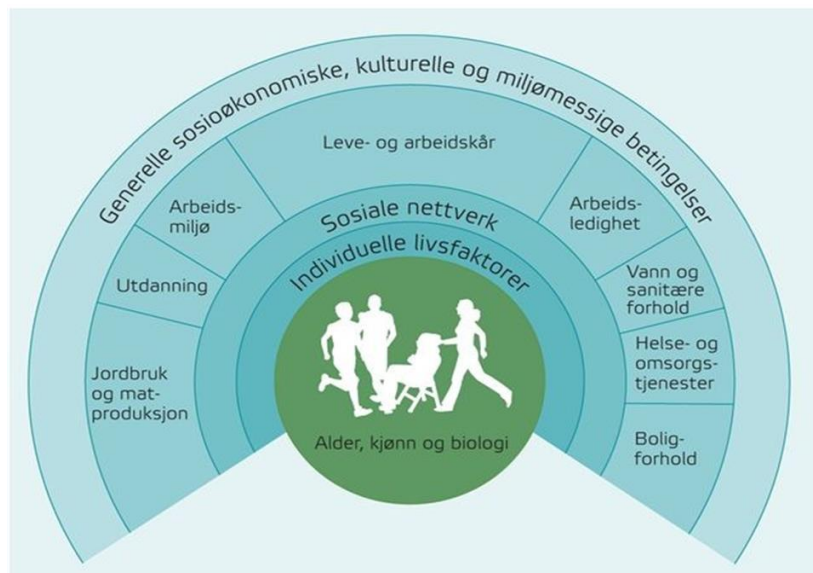 Generelle sosioøkonomiske, kulturelle og miljømessige betingelser
Leve- og arbeidskår
Arbeids-
miljø
Utdanning
Jordbruk
og mat-
produksjon
Arbeids-
ledighet
Vann og
sanitære
forhold
Helse- og
omsorgs-
tjenester
Bolig-
forhold
Sosiale nettverk
Individuelle livsfaktorer
Alder, kjønn og biologi